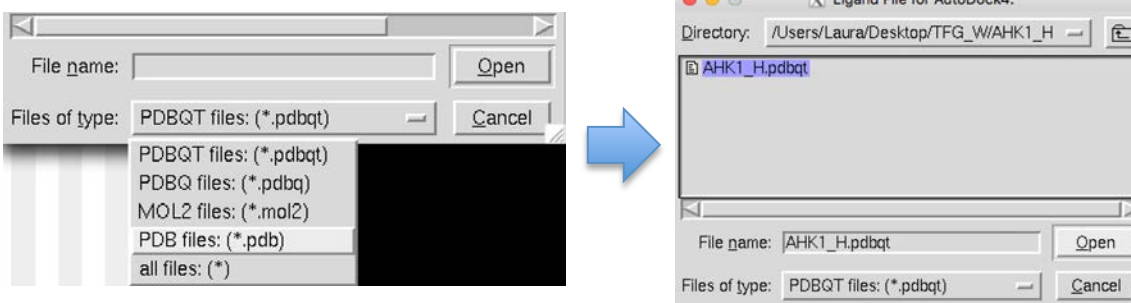 File name:
Open
Files of type: PDBQT files: (*.pdbqt)
Cancel
PDBQT files: (*.pdbqt)
PDBQ files: (*.pdbq)
MOL2 files: (*.mol2)
PDB files: (*.pdb)
all files: (*)
Ligand File for AutoDock4:
Directory: /Users/Laura/Desktop/TFG_W/AHK1_H
AHK1_H.pdbqt
File name: AHK1_H.pdbqt
Open
Files of type: PDBQT files: (*.pdbqt)
Cancel